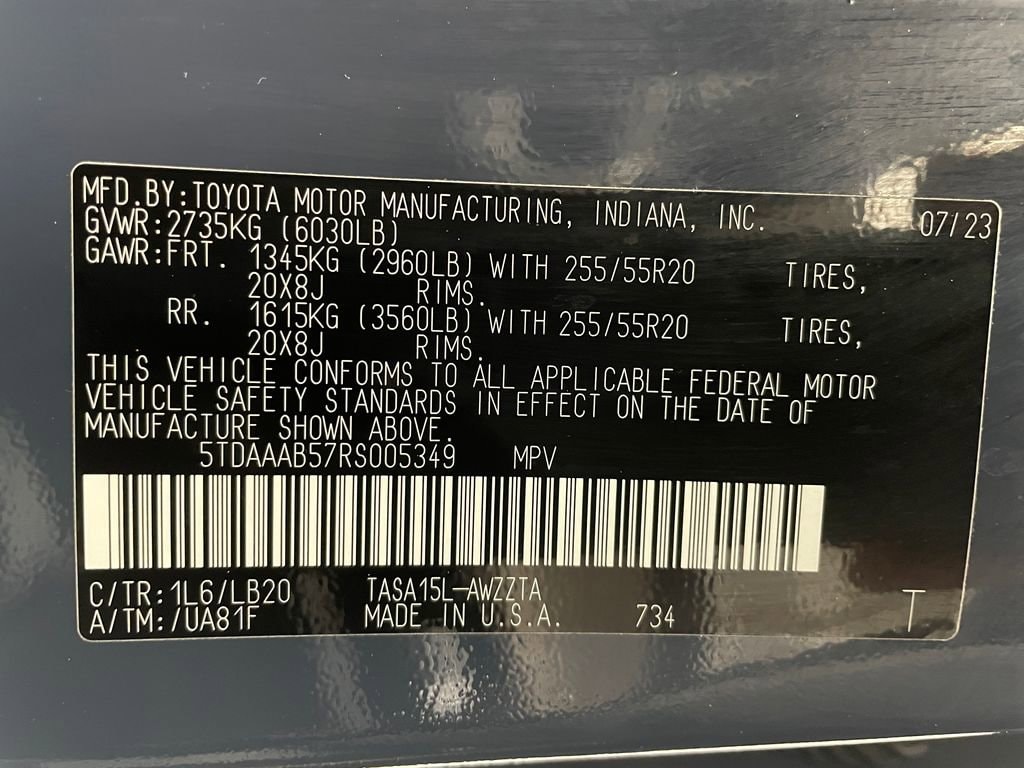 MFD.BY:TOYOTA MOTOR MANUFACTURING, INDIANA, INC. 07/23
GVWR:2735KG (6030LB)
GAWR:FRT. 1345KG (2960LB) WITH 255/55R20 TIRES,
20X8J RIMS.
RR. 1615KG (3560LB) WITH 255/55R20 TIRES,
20X8J RIMS.
THIS VEHICLE CONFORMS TO ALL APPLICABLE FEDERAL MOTOR
VEHICLE SAFETY STANDARDS IN EFFECT ON THE DATE OF
MANUFACTURE SHOWN ABOVE.
5TDAAAB57RS005349 MPV
C/TR:1L6/LB20 TASA15L-AWZZTA
A/TM:/UA81F MADE IN U.S.A. 734 T